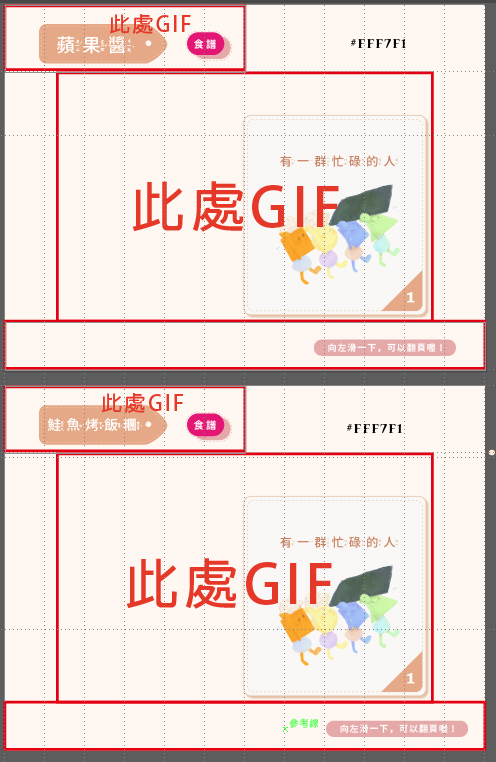 此處GIF
蘋果醬
食譜
#FFF7F1
有一群忙碌的人
此處GIF
1
向左滑一下，可以翻頁喔！
此處GIF
鮭魚烤飯糰
食譜
#FFF7F1
有一群忙碌的人
此處GIF
1
參考線
向左滑一下，可以翻頁喔！